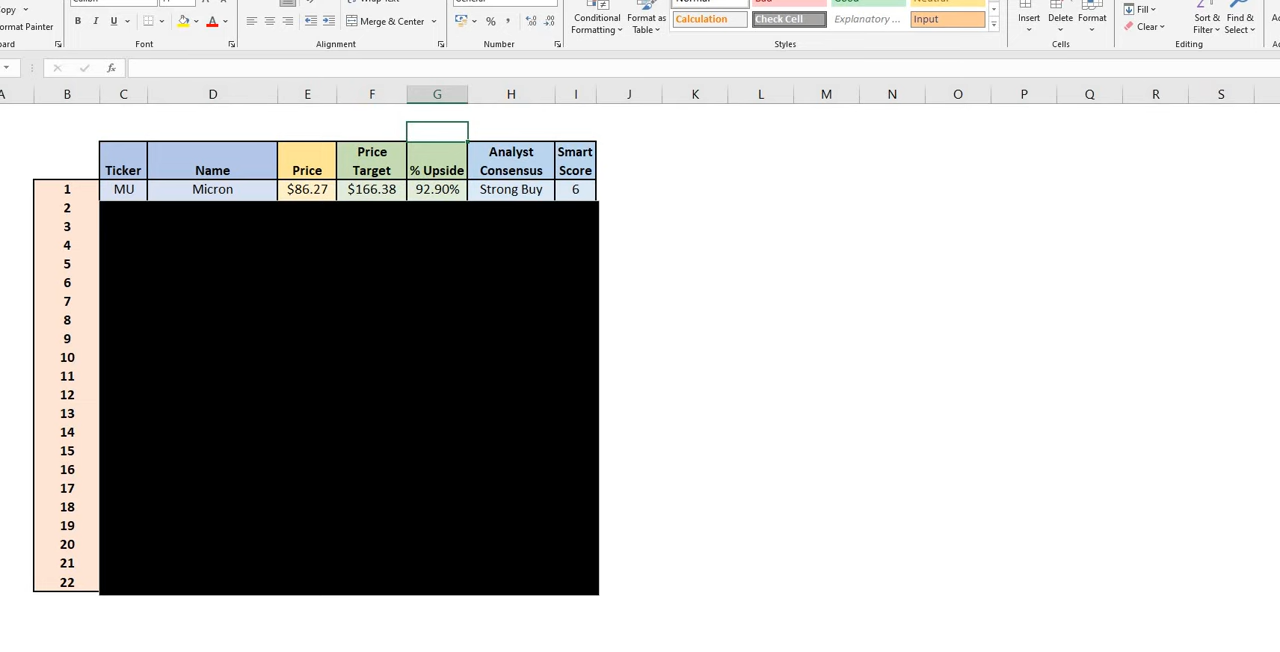 Copy
Format Painter
B I U
Wrap Text
Merge & Center
% ,
Conditional Formatting
Format as Table
Calculation
Check Cell
Explanatory ...
Input
Insert
Delete
Format
Fill
Clear
Sort & Filter
Find & Select
Font
Alignment
Number
Styles
Cells
Editing
fx
A B C D E F G H I J K L M N O P Q R S
Ticker Name Price Price Target % Upside Analyst Consensus Smart Score
1 MU Micron $86.27 $166.38 92.90% Strong Buy 6
2
3
4
5
6
7
8
9
10
11
12
13
14
15
16
17
18
19
20
21
22